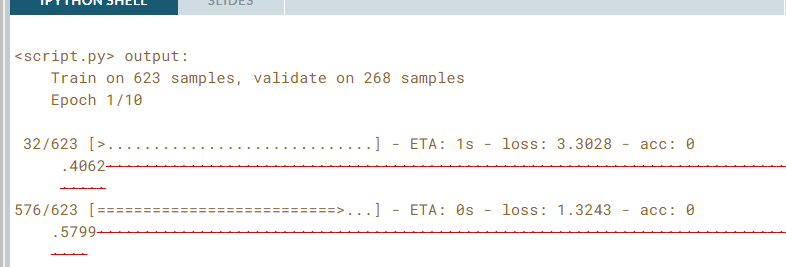 IPYTHON SHELL
SLIDES
<script.py> output:
Train on 623 samples, validate on 268 samples
Epoch 1/10
32/623 [>.............................] - ETA: 1s - loss: 3.3028 - acc: 0
.4062
576/623 [==========================>...] - ETA: 0s - loss: 1.3243 - acc: 0
.5799